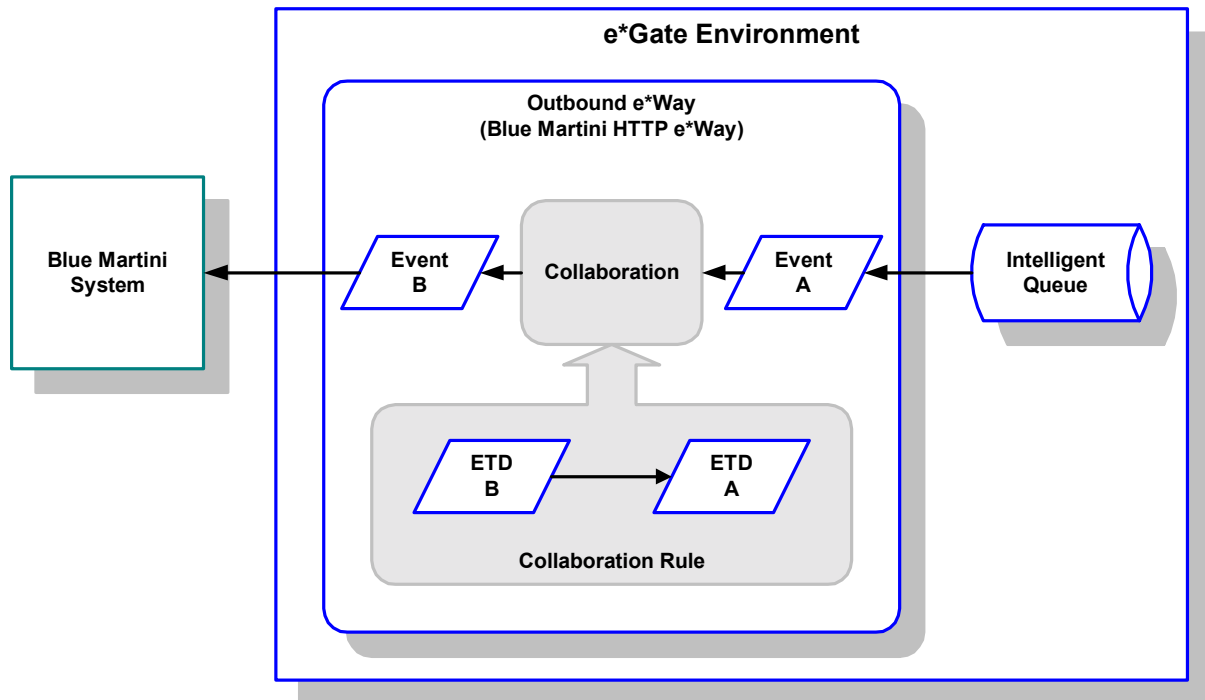 e*Gate Environment
Outbound e*Way
(Blue Martini HTTP e*Way)
Blue Martini
System
Event
B
Collaboration
Event
A
Intelligent
Queue
ETD
B
ETD
A
Collaboration Rule